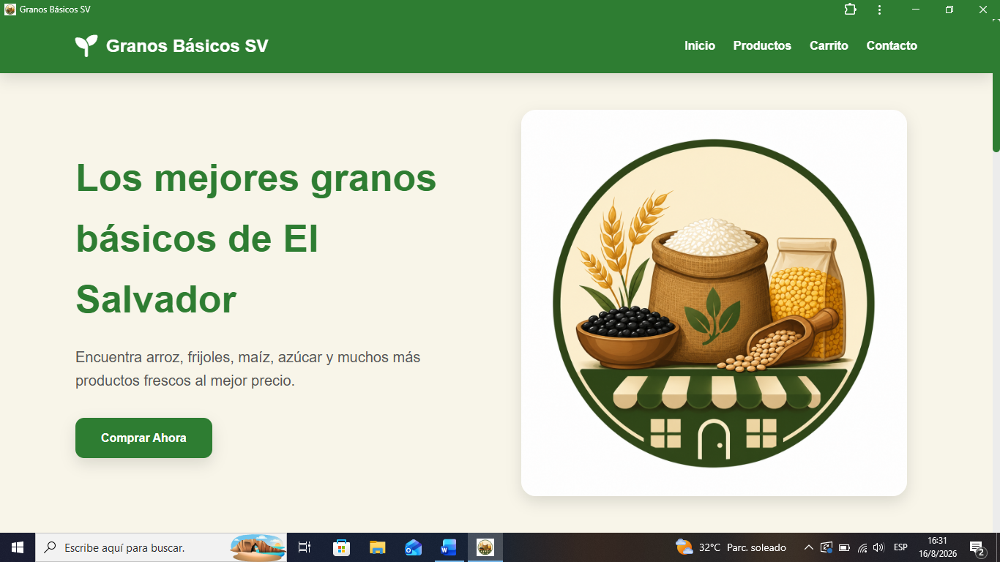 Granos Básicos SV
Granos Básicos SV
Inicio Productos Carrito Contacto
Los mejores granos
básicos de El
Salvador
Encuentra arroz, frijoles, maíz, azúcar y muchos más
productos frescos al mejor precio.
Comprar Ahora
Escribe aquí para buscar.
32°C Parc. soleado
ESP
16:31
16/8/2026
2